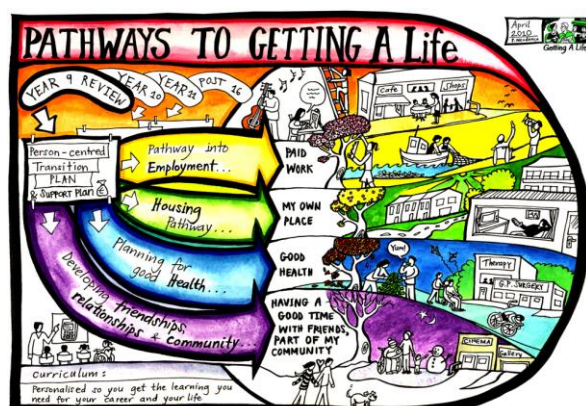 PATHWAYS TO GETTING A Life
April
2010
Getting A Life
YEAR 9 REVIEW
YEAR 10
YEAR 11
POST 16
Person-centred
Transition
PLAN
& Support Plan
Pathway into
Employment...
PAID
WORK
Housing
Pathway...
MY OWN
PLACE
Planning for
good Health...
GOOD
HEALTH
Developing friendships,
relationships & community...
HAVING A
GOOD TIME
WITH FRIENDS,
PART OF MY
COMMUNITY
Cafe
Shops
Yum!
Therapy
G.P. SURGERY
CINEMA
Gallery
Curriculum:
Personalised so you get the learning you
need for your career and your life